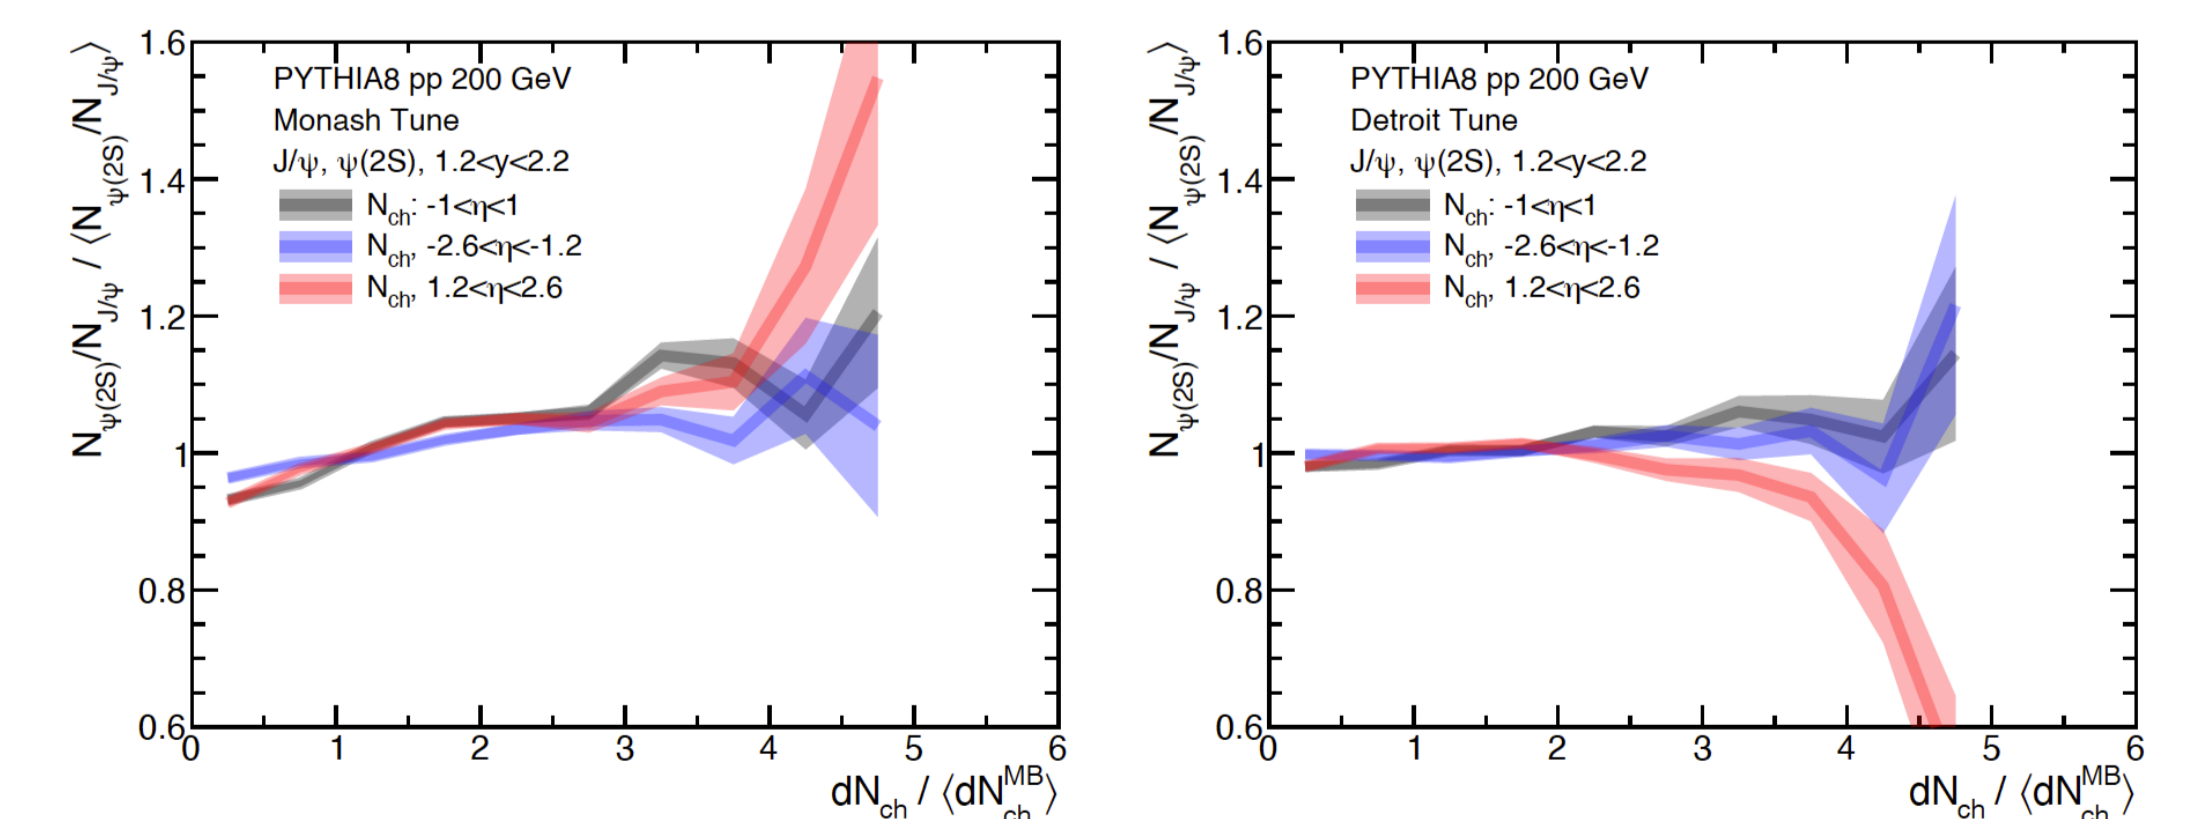 N_ψ(2S)/N_J/ψ / ⟨N_ψ(2S)/N_J/ψ⟩
1.6
1.4
1.2
1
0.8
0.6
PYTHIA8 pp 200 GeV
Monash Tune
J/ψ, ψ(2S), 1.2<y<2.2
N_ch: -1<η<1
N_ch, -2.6<η<-1.2
N_ch, 1.2<η<2.6
0 1 2 3 4 5 6
dN_ch / ⟨dN_ch^MB⟩
N_ψ(2S)/N_J/ψ / ⟨N_ψ(2S)/N_J/ψ⟩
1.6
1.4
1.2
1
0.8
0.6
PYTHIA8 pp 200 GeV
Detroit Tune
J/ψ, ψ(2S), 1.2<y<2.2
N_ch: -1<η<1
N_ch, -2.6<η<-1.2
N_ch, 1.2<η<2.6
0 1 2 3 4 5 6
dN_ch / ⟨dN_ch^MB⟩